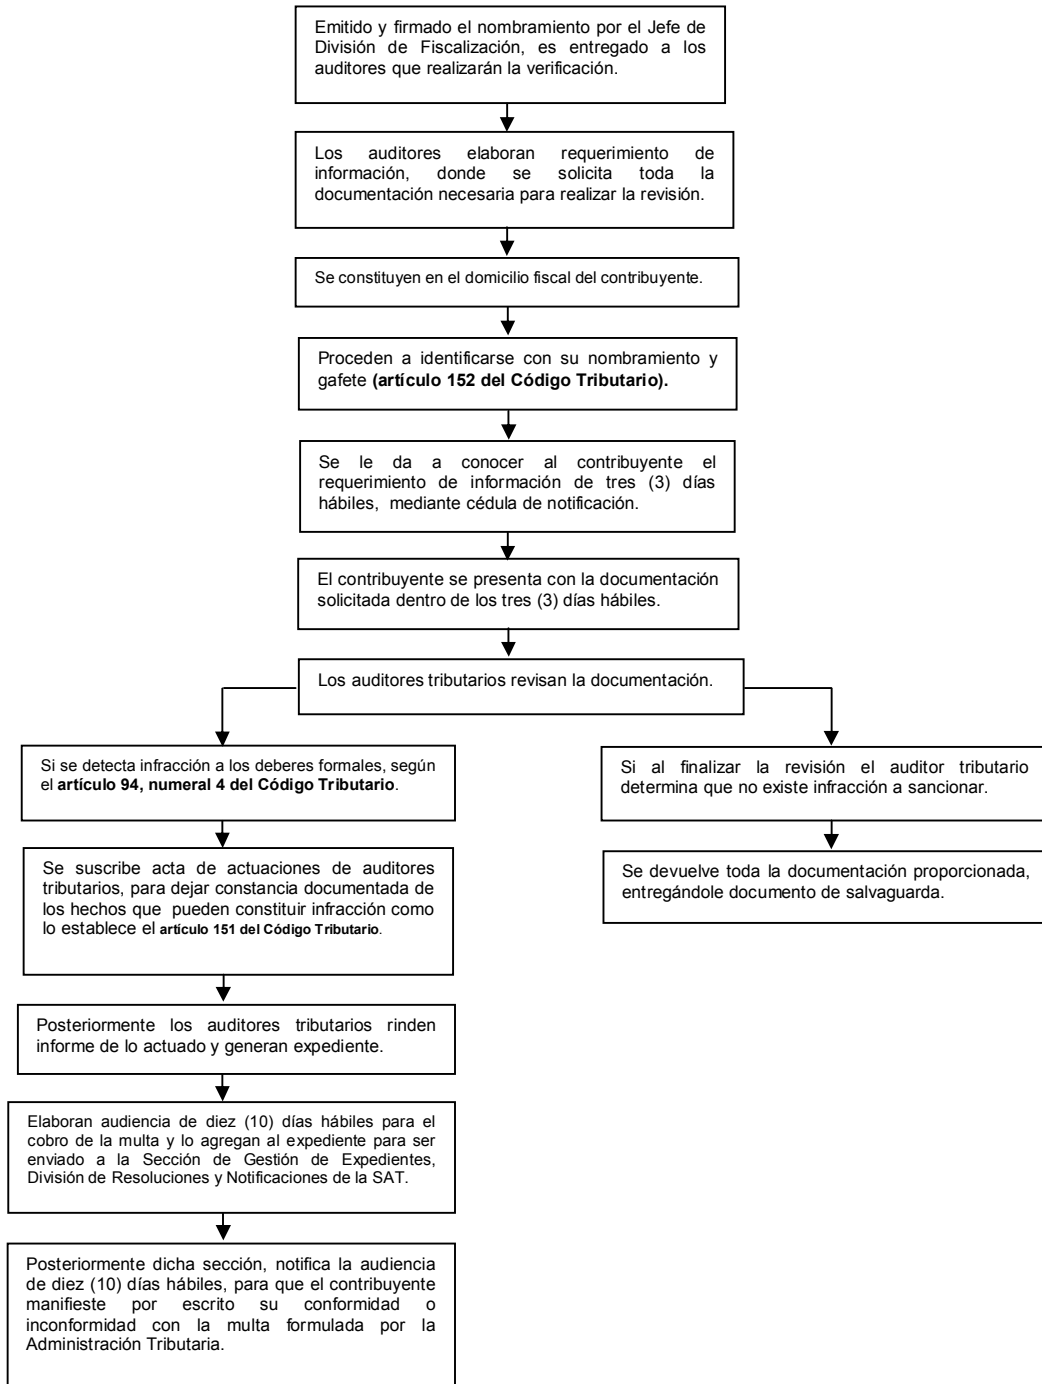 Emitido y firmado el nombramiento por el Jefe de
División de Fiscalización, es entregado a los
auditores que realizarán la verificación.
Los auditores elaboran requerimiento de
información, donde se solicita toda la
documentación necesaria para realizar la revisión.
Se constituyen en el domicilio fiscal del contribuyente.
Proceden a identificarse con su nombramiento y
gafete (artículo 152 del Código Tributario).
Se le da a conocer al contribuyente el
requerimiento de información de tres (3) días
hábiles, mediante cédula de notificación.
El contribuyente se presenta con la documentación
solicitada dentro de los tres (3) días hábiles.
Los auditores tributarios revisan la documentación.
Si se detecta infracción a los deberes formales, según
el artículo 94, numeral 4 del Código Tributario.
Se suscribe acta de actuaciones de auditores
tributarios, para dejar constancia documentada de
los hechos que pueden constituir infracción como
lo establece el artículo 151 del Código Tributario.
Posteriormente los auditores tributarios rinden
informe de lo actuado y generan expediente.
Elaboran audiencia de diez (10) días hábiles para el
cobro de la multa y lo agregan al expediente para ser
enviado a la Sección de Gestión de Expedientes,
División de Resoluciones y Notificaciones de la SAT.
Posteriormente dicha sección, notifica la audiencia
de diez (10) días hábiles, para que el contribuyente
manifieste por escrito su conformidad o
inconformidad con la multa formulada por la
Administración Tributaria.
Si al finalizar la revisión el auditor tributario
determina que no existe infracción a sancionar.
Se devuelve toda la documentación proporcionada,
entregándole documento de salvaguarda.